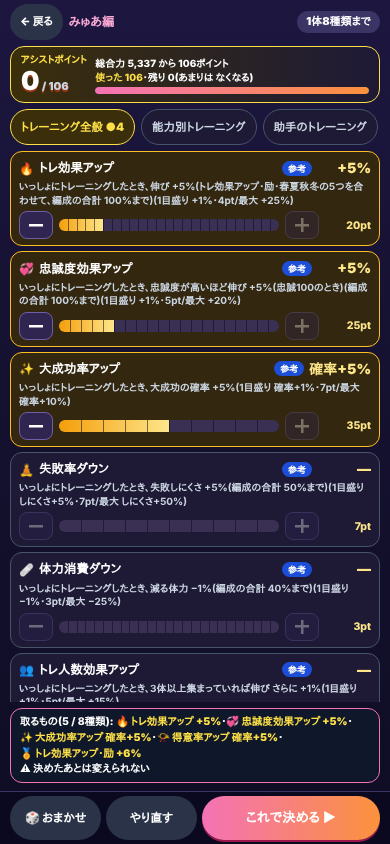 ← 戻る
みゅあ編
1体8種類まで
アシストポイント
0 / 106
総合力 5,337 から 106ポイント
使った 106・残り 0(あまりは なくなる)
トレーニング全般 ●4
能力別トレーニング
助手のトレーニング
🔥 トレ効果アップ 参考 +5%
いっしょにトレーニングしたとき、伸び +5%(トレ効果アップ・励・春夏秋冬の5つを合
わせて、編成の合計 100%まで)(1目盛り +1%・4pt/最大 +25%)
− + 20pt
💞 忠誠度効果アップ 参考 +5%
いっしょにトレーニングしたとき、忠誠度が高いほど伸び +5%(忠誠100のとき)(編成
の合計 100%まで)(1目盛り +1%・5pt/最大 +20%)
− + 25pt
✨ 大成功率アップ 参考 確率+5%
いっしょにトレーニングしたとき、大成功の確率 +5%(1目盛り 確率+1%・7pt/最大
確率+10%)
− + 35pt
🧘 失敗率ダウン 参考 —
いっしょにトレーニングしたとき、失敗しにくさ +5%(編成の合計 50%まで)(1目盛り
しにくさ+5%・7pt/最大 しにくさ+50%)
− + 7pt
🩹 体力消費ダウン 参考 —
いっしょにトレーニングしたとき、減る体力 −1%(編成の合計 40%まで)(1目盛り
−1%・3pt/最大 −25%)
− + 3pt
👥 トレ人数効果アップ 参考 —
いっしょにトレーニングしたとき、3体以上集まっていれば伸び さらに +1%(1目盛り
+1%・5pt/最大 +15%)
取るもの(5 / 8種類): 🔥 トレ効果アップ +5%・💞 忠誠度効果アップ +5%・
✨ 大成功率アップ 確率+5%・📯 得意率アップ 確率+5%・
🏅 トレ効果アップ・励 +6%
⚠ 決めたあとは変えられない
🎲 おまかせ
やり直す
これで決める ▶